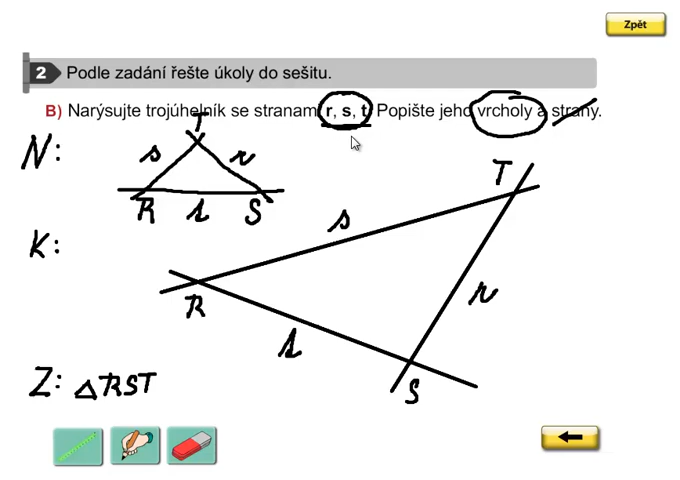 Zpět
2 Podle zadání řešte úkoly do sešitu.
B) Narýsujte trojúhelník se stranami r, s, t. Popište jeho vrcholy a strany.
T
N: s r
R t S
T
s
K:
R
r
t
Z: △RST
S